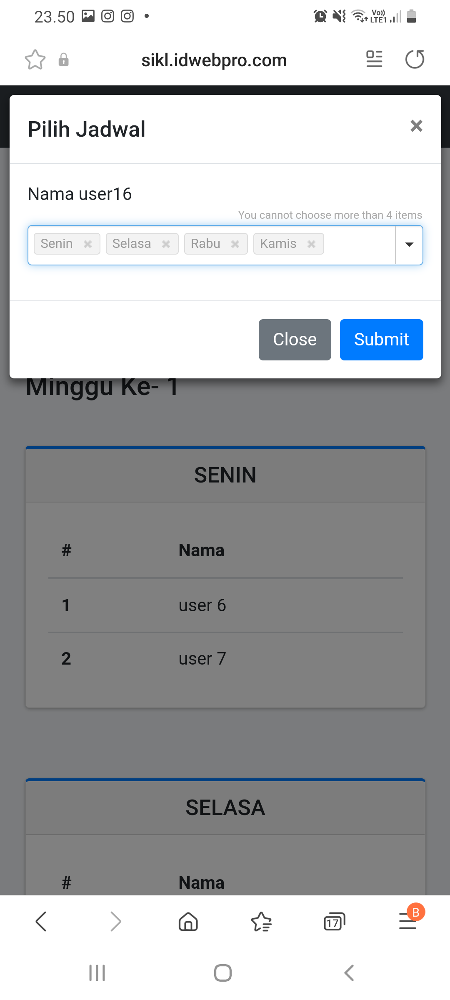 23.50
Vo)) LTE1
sikl.idwebpro.com
Pilih Jadwal
Nama user16
You cannot choose more than 4 items
Senin Selasa Rabu Kamis
Close Submit
Minggu Ke- 1
SENIN
# Nama
1 user 6
2 user 7
SELASA
# Nama
17
B